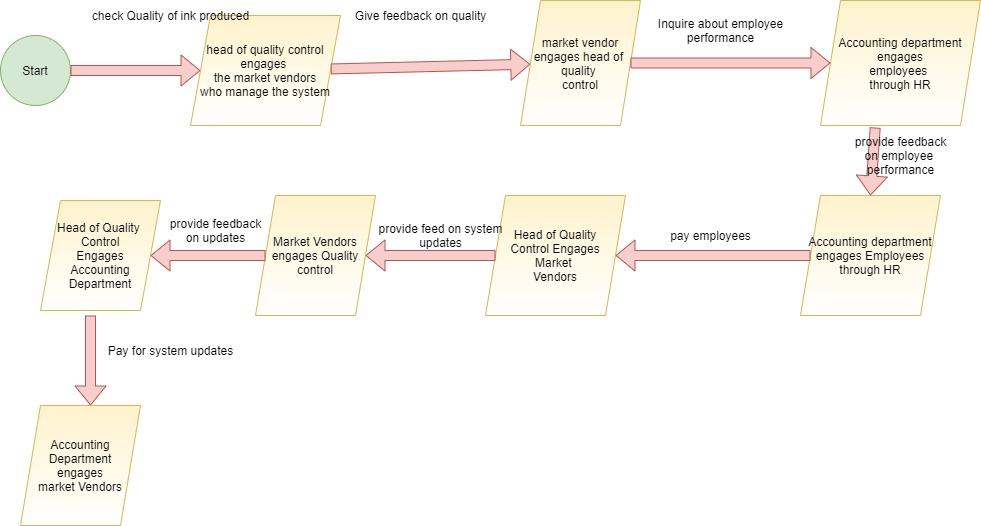 check Quality of ink produced
Give feedback on quality
Inquire about employee
performance
Start
head of quality control
engages
the market vendors
who manage the system
market vendor
engages head of
quality
control
Accounting department
engages
employees
through HR
provide feedback
on employee
performance
Accounting department
engages Employees
through HR
pay employees
Head of Quality
Control Engages
Market
Vendors
provide feed on system
updates
Market Vendors
engages Quality
control
provide feedback
on updates
Head of Quality
Control
Engages
Accounting
Department
Pay for system updates
Accounting
Department
engages
market Vendors